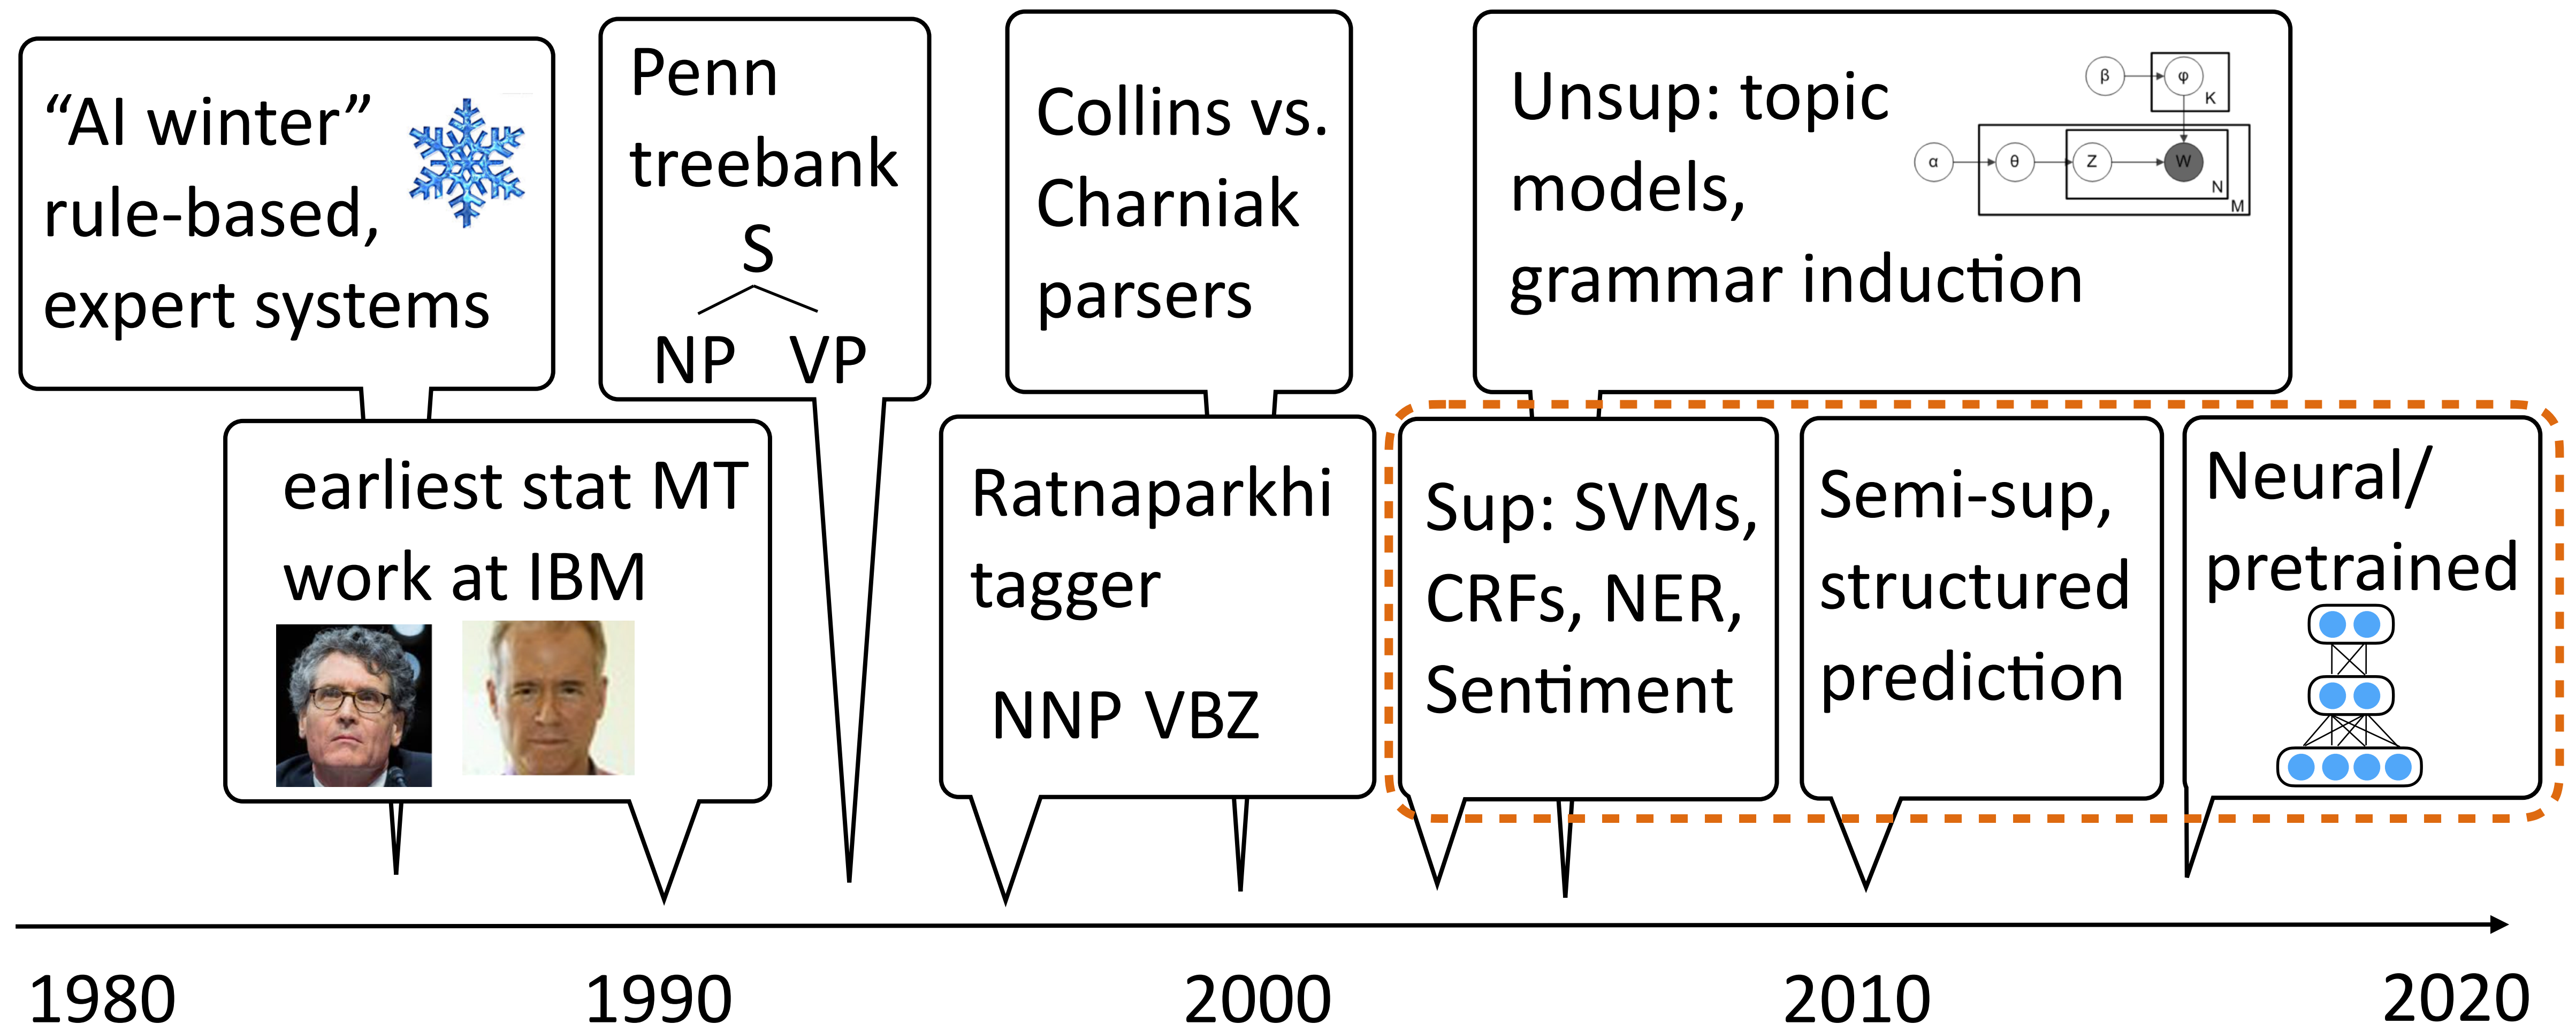 “AI winter”
rule-based,
expert systems
Penn
treebank
S
NP VP
Collins vs.
Charniak
parsers
Unsup: topic
models,
grammar induction
β φ
K
α θ Z W
N
M
earliest stat MT
work at IBM
Ratnaparkhi
tagger
NNP VBZ
Sup: SVMs,
CRFs, NER,
Sentiment
Semi-sup,
structured
prediction
Neural/
pretrained
1980 1990 2000 2010 2020